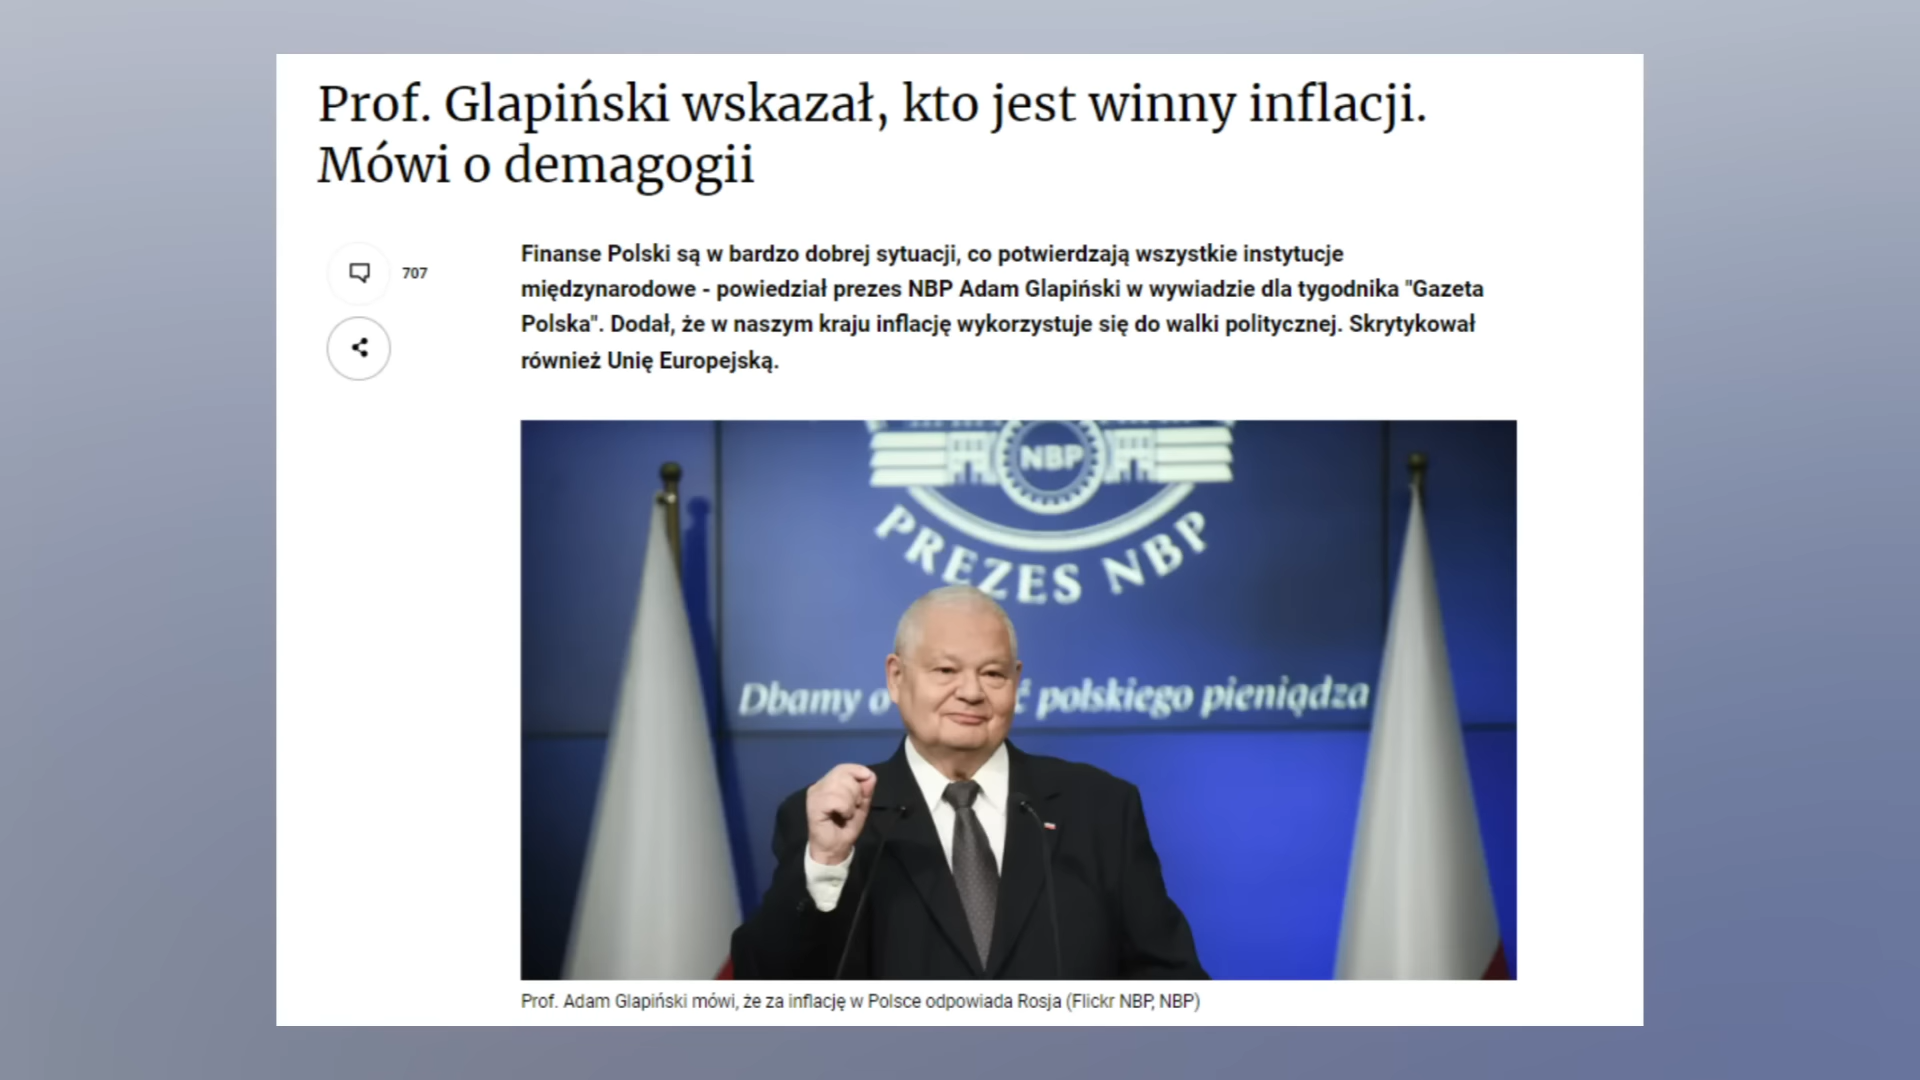 Prof. Glapiński wskazał, kto jest winny inflacji.
Mówi o demagogii
707
Finanse Polski są w bardzo dobrej sytuacji, co potwierdzają wszystkie instytucje
międzynarodowe - powiedział prezes NBP Adam Glapiński w wywiadzie dla tygodnika "Gazeta
Polska". Dodał, że w naszym kraju inflację wykorzystuje się do walki politycznej. Skrytykował
również Unię Europejską.
NBP
PREZES NBP
Dbamy o ć polskiego pieniądza
Prof. Adam Glapiński mówi, że za inflację w Polsce odpowiada Rosja (Flickr NBP, NBP)